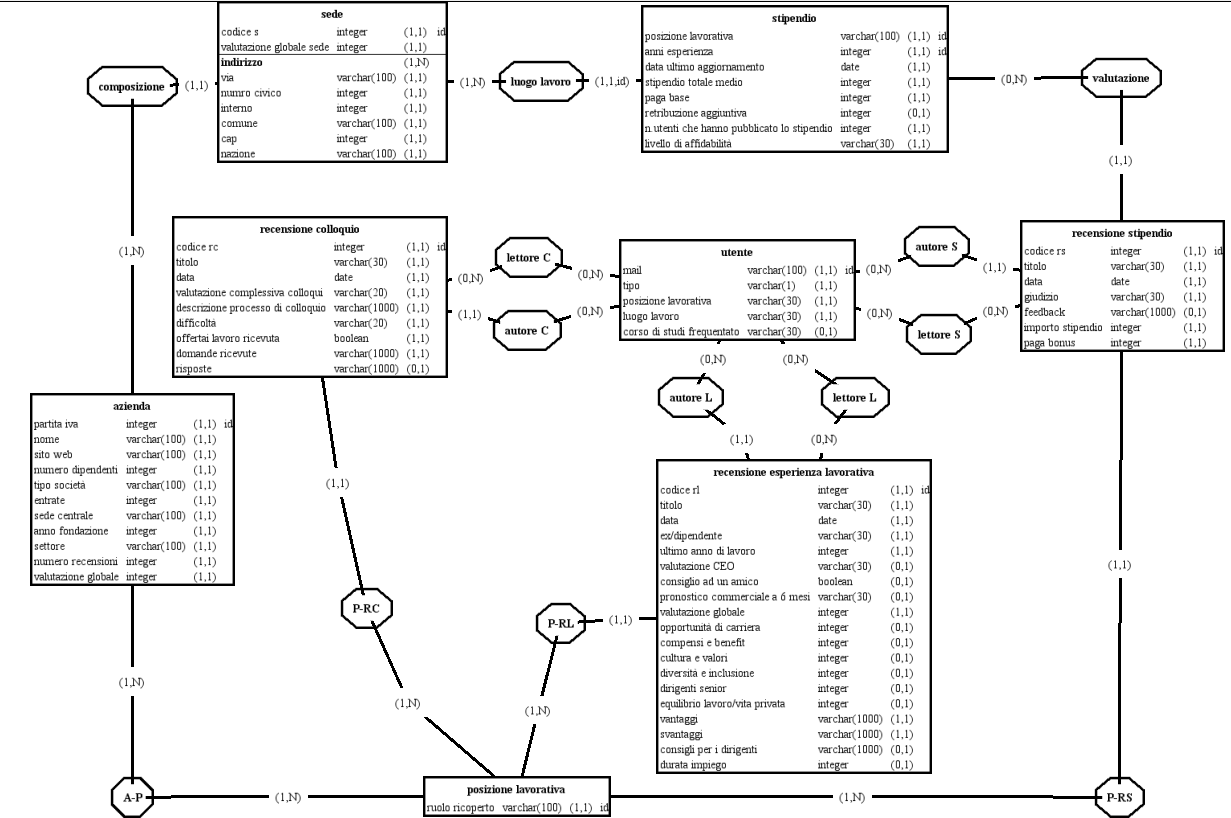 sede
codice s integer (1,1) id
valutazione globale sede integer (1,1)
indirizzo (1,N)
via varchar(100) (1,1)
numro civico integer (1,1)
interno integer (1,1)
comune varchar(100) (1,1)
cap integer (1,1)
nazione varchar(100) (1,1)
stipendio
posizione lavorativa varchar(100) (1,1) id
anni esperienza integer (1,1) id
data ultimo aggiornamento date (1,1)
stipendio totale medio integer (1,1)
paga base integer (1,1)
retribuzione aggiuntiva integer (0,1)
n.utenti che hanno pubblicato lo stipendio integer (1,1)
livello di affidabilità varchar(30) (1,1)
composizione
(1,1)
(1,N)
luogo lavoro
(1,1,id)
(0,N)
valutazione
(1,1)
(1,N)
recensione colloquio
codice rc integer (1,1) id
titolo varchar(30) (1,1)
data date (1,1)
valutazione complessiva colloqui varchar(20) (1,1)
descrizione processo di colloquio varchar(1000) (1,1)
difficoltà varchar(20) (1,1)
offertai lavoro ricevuta boolean (1,1)
domande ricevute varchar(1000) (1,1)
risposte varchar(1000) (0,1)
(0,N)
lettore C
(0,N)
(1,1)
autore C
(0,N)
utente
mail varchar(100) (1,1) id
tipo varchar(1) (1,1)
posizione lavorativa varchar(30) (1,1)
luogo lavoro varchar(30) (1,1)
corso di studi frequentato varchar(30) (0,1)
(0,N)
autore S
(1,1)
(0,N)
lettore S
(0,N)
recensione stipendio
codice rs integer (1,1) id
titolo varchar(30) (1,1)
data date (1,1)
giudizio varchar(30) (1,1)
feedback varchar(1000) (0,1)
importo stipendio integer (1,1)
paga bonus integer (1,1)
(0,N)
(0,N)
autore L
lettore L
(1,1)
(0,N)
azienda
partita iva integer (1,1) id
nome varchar(100) (1,1)
sito web varchar(100) (1,1)
numero dipendenti integer (1,1)
tipo società varchar(100) (1,1)
entrate integer (1,1)
sede centrale varchar(100) (1,1)
anno fondazione integer (1,1)
settore varchar(100) (1,1)
numero recensioni integer (1,1)
valutazione globale integer (1,1)
recensione esperienza lavorativa
codice rl integer (1,1) id
titolo varchar(30) (1,1)
data date (1,1)
ex/dipendente varchar(30) (1,1)
ultimo anno di lavoro integer (1,1)
valutazione CEO varchar(30) (0,1)
consiglio ad un amico boolean (0,1)
pronostico commerciale a 6 mesi varchar(30) (0,1)
valutazione globale integer (1,1)
opportunità di carriera integer (0,1)
compensi e benefit integer (0,1)
cultura e valori integer (0,1)
diversità e inclusione integer (0,1)
dirigenti senior integer (0,1)
equilibrio lavoro/vita privata integer (0,1)
vantaggi varchar(1000) (1,1)
svantaggi varchar(1000) (1,1)
consigli per i dirigenti varchar(1000) (0,1)
durata impiego integer (0,1)
(1,1)
(1,1)
P-RC
P-RL
(1,1)
(1,N)
(1,N)
(1,N)
A-P
(1,N)
posizione lavorativa
ruolo ricoperto varchar(100) (1,1) id
(1,N)
P-RS